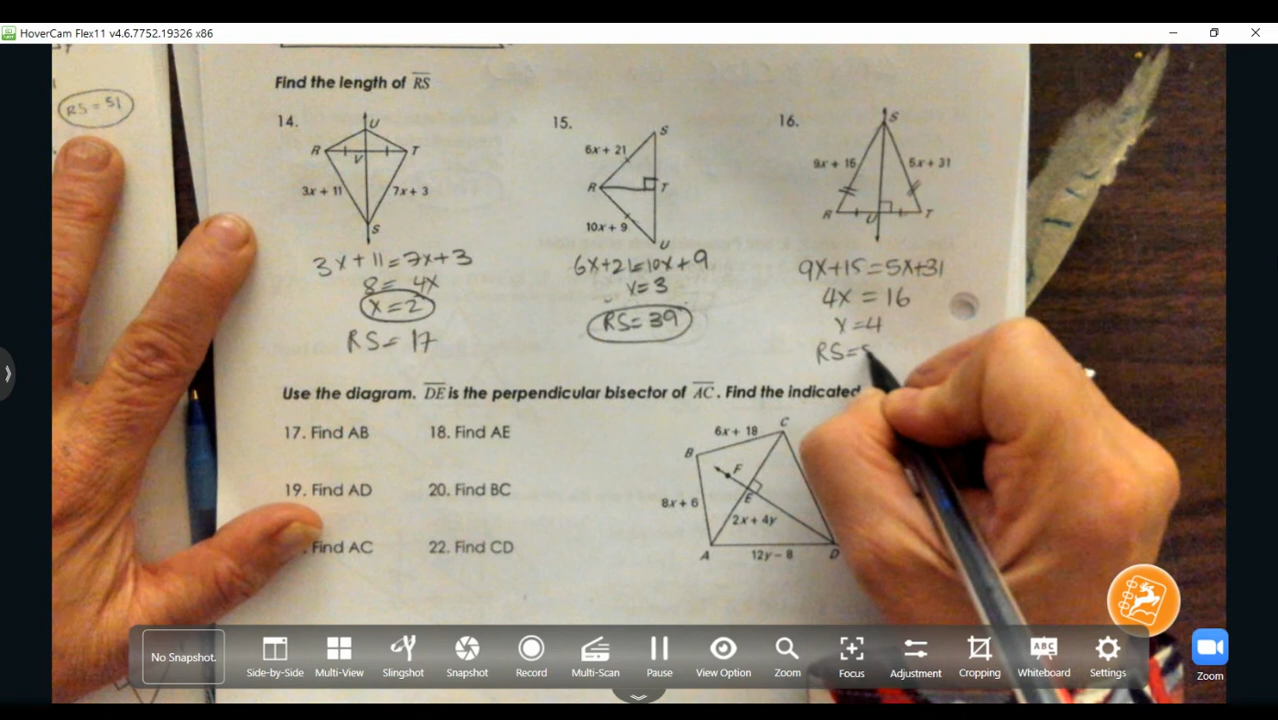 HoverCam Flex11 v4.6.7752.19326 x86
RS = 51
Find the length of RS
14.
U
R
V
T
3x + 11
7x + 3
S
3x + 11 = 7x + 3
8 = 4x
x = 2
RS = 17
15.
S
6x + 21
R
T
10x + 9
U
6x + 21 = 10x + 9
x = 3
RS = 39
16.
S
9x + 15
5x + 31
R
U
T
9x + 15 = 5x + 31
4x = 16
x = 4
RS = 5
Use the diagram. DE is the perpendicular bisector of AC. Find the indicated
17. Find AB
18. Find AE
19. Find AD
20. Find BC
Find AC
22. Find CD
C
6x + 18
B
F
E
8x + 6
2x + 4y
A
12y – 8
D
No Snapshot.
Side-by-Side
Multi-View
Slingshot
Snapshot
Record
Multi-Scan
Pause
View Option
Zoom
Focus
Adjustment
Cropping
ABC
Whiteboard
Settings
Zoom